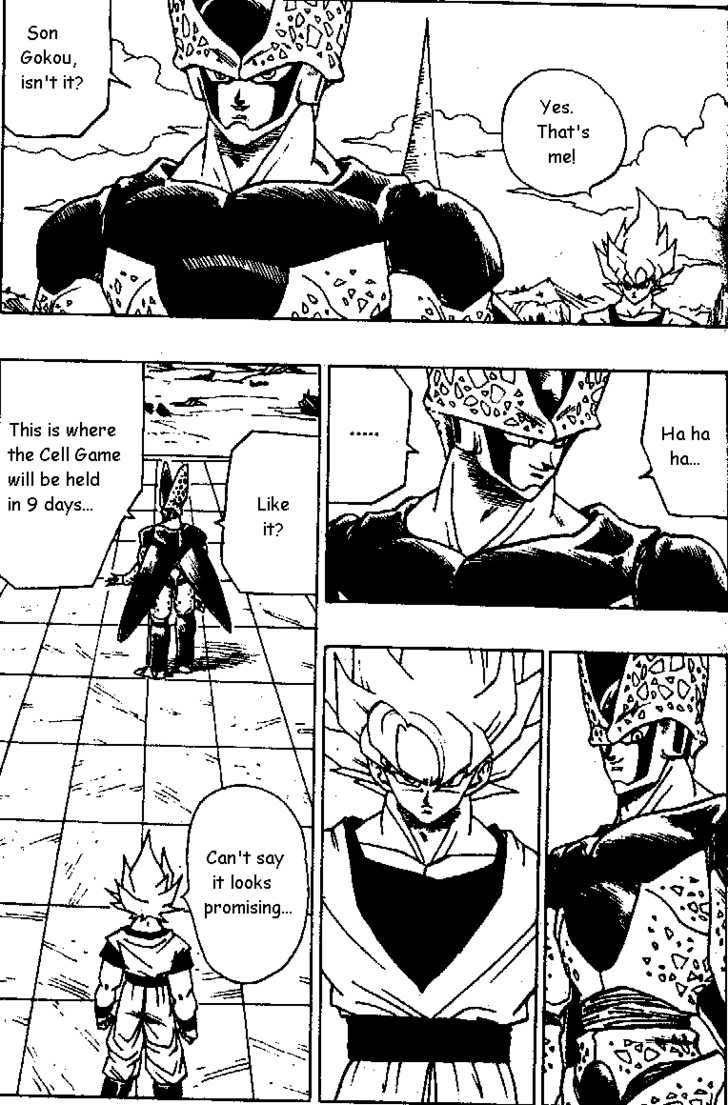 Son
Gokou,
isn't it?
Yes.
That's
me!
This is where
the Cell Game
will be held
in 9 days...
Like
it?
Can't say
it looks
promising...
.....
Ha ha
ha...